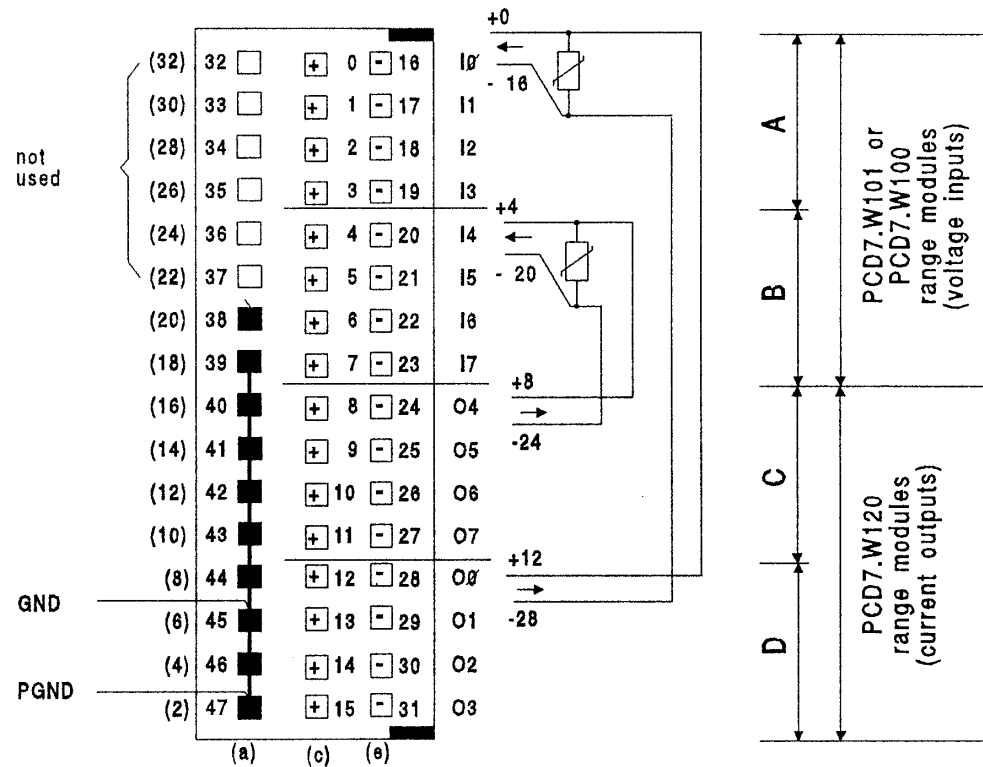 +0
(32) 32 + 0 - 16 I0
- 16
(30) 33 + 1 - 17 I1
(28) 34 + 2 - 18 I2
not
used
(26) 35 + 3 - 19 I3
+4
(24) 36 + 4 - 20 I4
- 20
(22) 37 + 5 - 21 I5
(20) 38 + 6 - 22 I6
(18) 39 + 7 - 23 I7
+8
(16) 40 + 8 - 24 O4
-24
(14) 41 + 9 - 25 O5
(12) 42 + 10 - 26 O6
(10) 43 + 11 - 27 O7
+12
(8) 44 + 12 - 28 O0
GND
-28
(6) 45 + 13 - 29 O1
(4) 46 + 14 - 30 O2
PGND
(2) 47 + 15 - 31 O3
(a) (c) (e)
A
B
C
D
PCD7.W101 or
PCD7.W100
range modules
(voltage inputs)
PCD7.W120
range modules
(current outputs)